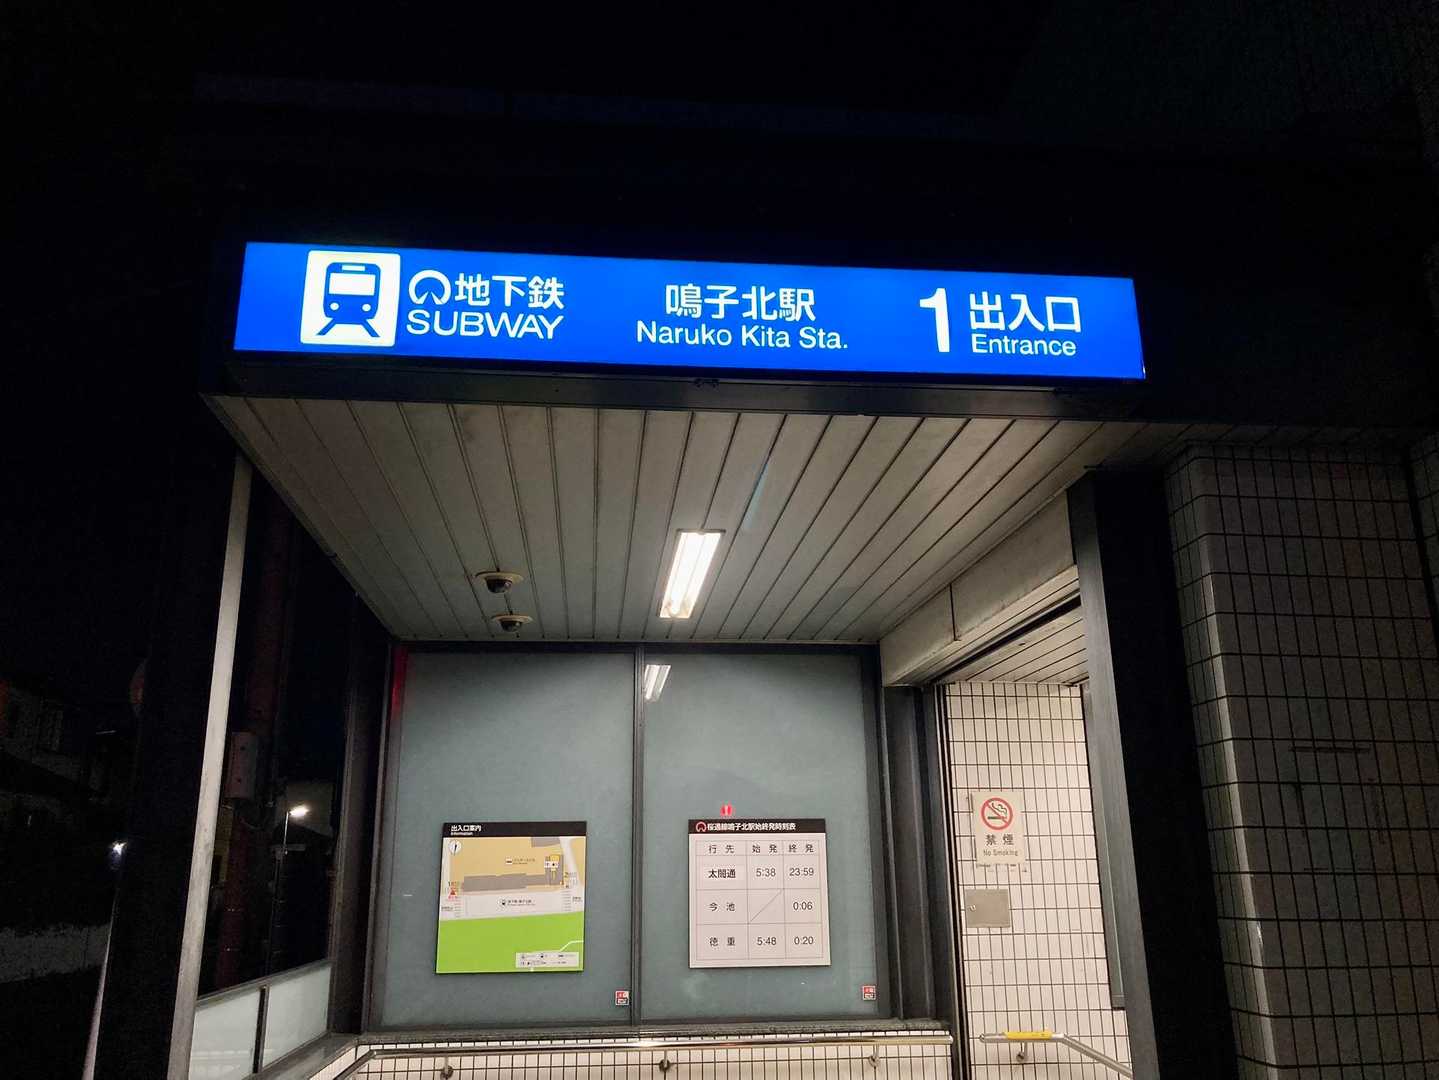 地下鉄
SUBWAY
鳴子北駅
Naruko Kita Sta.
1 出入口
Entrance
出入口案内
Information
桜通線鳴子北駅始終発時刻表
行先 始発 終発
太閤通 5:38 23:59
今池 0:06
徳重 5:48 0:20
禁煙
No Smoking